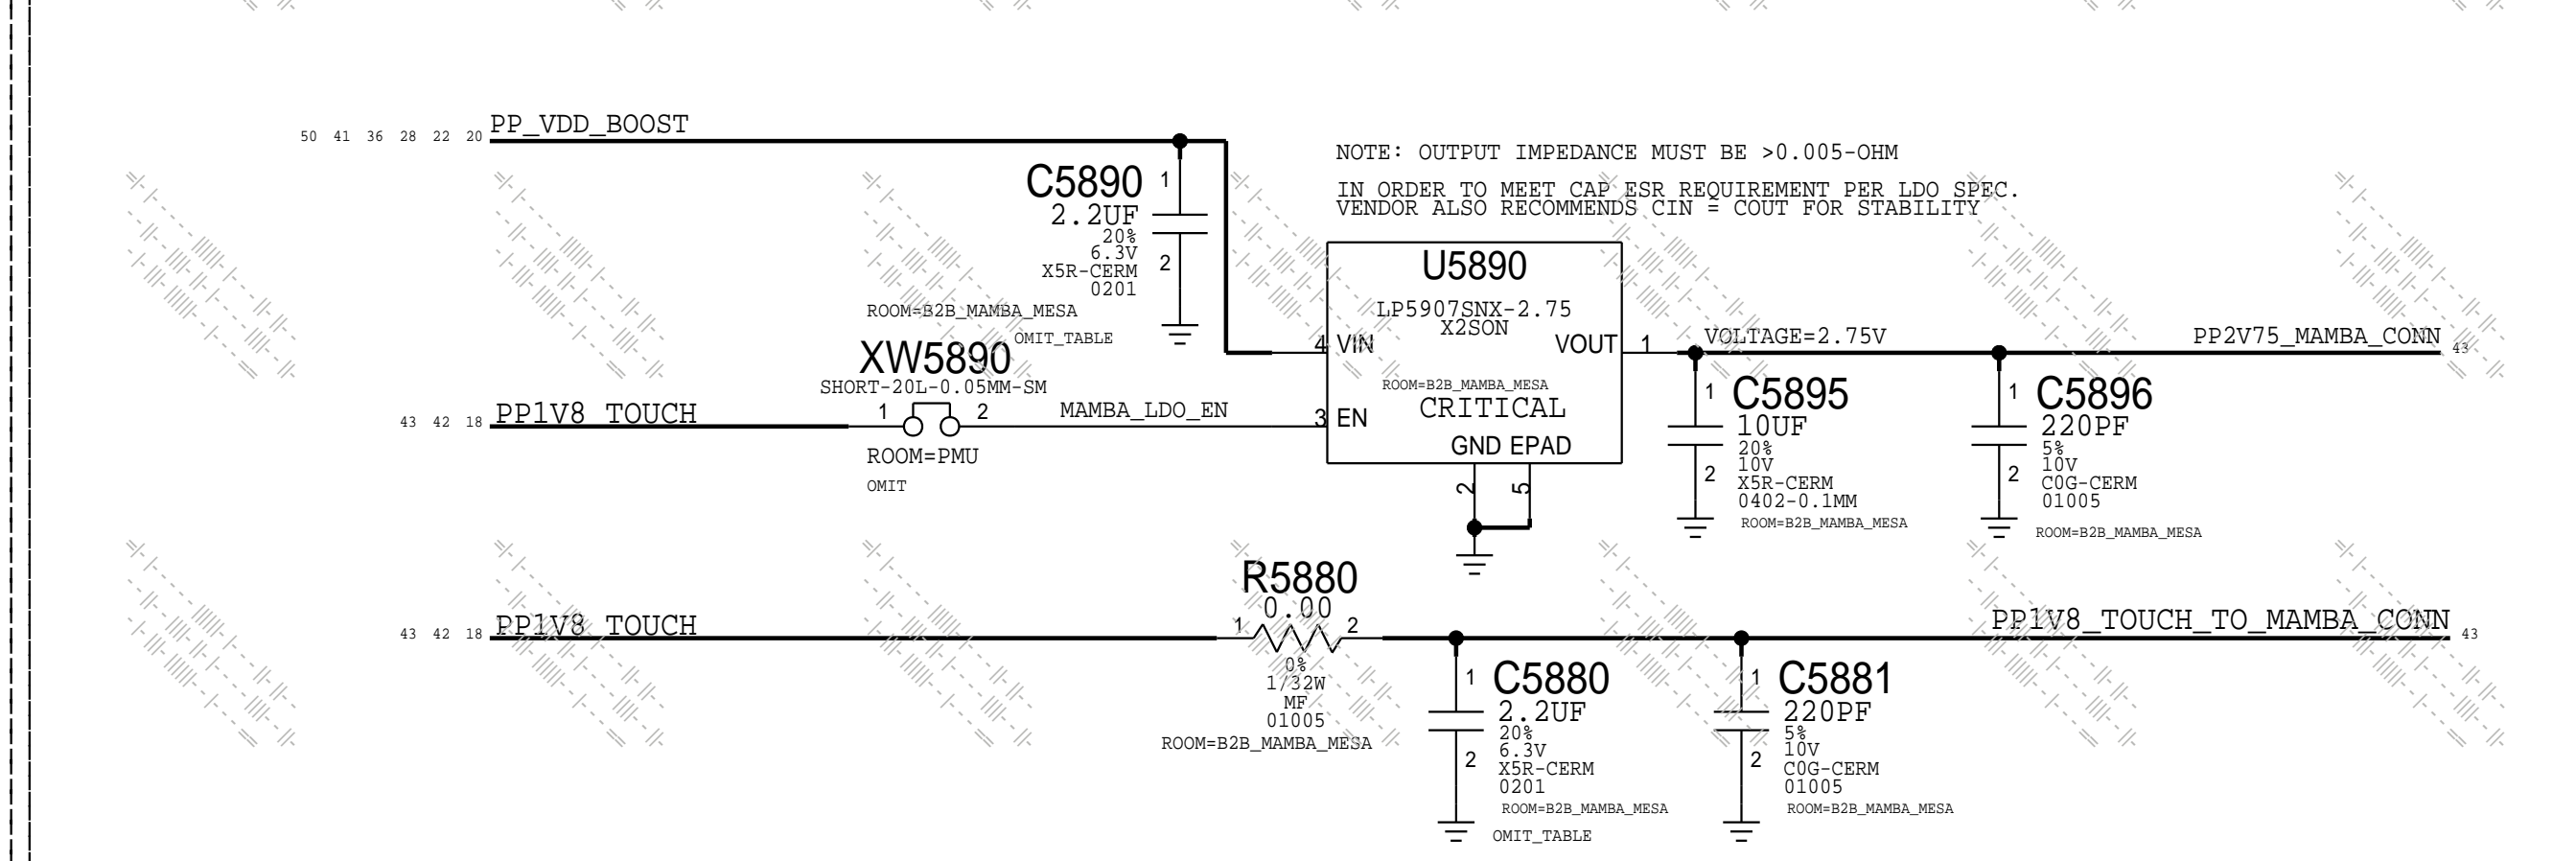 50 41 36 28 22 20 PP_VDD_BOOST
NOTE: OUTPUT IMPEDANCE MUST BE >0.005-OHM
IN ORDER TO MEET CAP ESR REQUIREMENT PER LDO SPEC.
VENDOR ALSO RECOMMENDS CIN = COUT FOR STABILITY
C5890
1
2.2UF
20%
6.3V
X5R-CERM
0201
2
ROOM=B2B_MAMBA_MESA
OMIT_TABLE
U5890
LP5907SNX-2.75
X2SON
4 VIN
VOUT 1
ROOM=B2B_MAMBA_MESA
CRITICAL
3 EN
GND EPAD
2 5
VOLTAGE=2.75V
PP2V75_MAMBA_CONN 43
XW5890
SHORT-20L-0.05MM-SM
43 42 18 PP1V8_TOUCH
1 2
MAMBA_LDO_EN
ROOM=PMU
OMIT
1 C5895
10UF
20%
10V
2 X5R-CERM
0402-0.1MM
ROOM=B2B_MAMBA_MESA
1 C5896
220PF
5%
10V
2 C0G-CERM
01005
ROOM=B2B_MAMBA_MESA
43 42 18 PP1V8_TOUCH
R5880
0.00
1 2
0%
1/32W
MF
01005
ROOM=B2B_MAMBA_MESA
PP1V8_TOUCH_TO_MAMBA_CONN 43
1 C5880
2.2UF
20%
6.3V
2 X5R-CERM
0201
ROOM=B2B_MAMBA_MESA
OMIT_TABLE
1 C5881
220PF
5%
10V
2 C0G-CERM
01005
ROOM=B2B_MAMBA_MESA